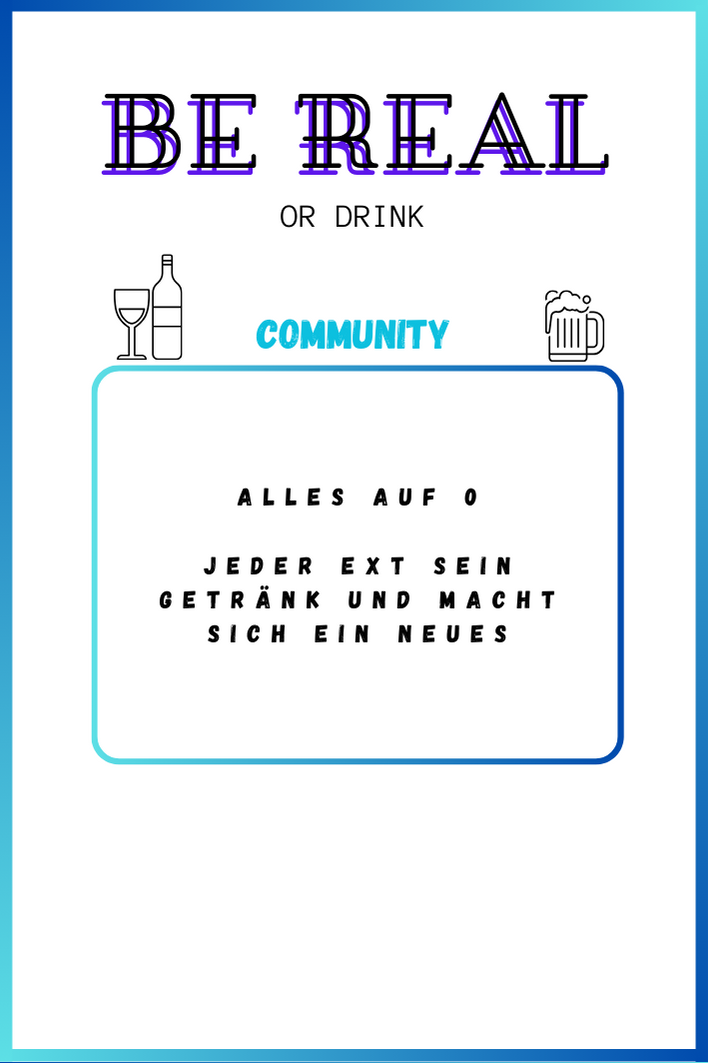 BE REAL
OR DRINK
COMMUNITY
ALLES AUF 0
JEDER EXT SEIN
GETRÄNK UND MACHT
SICH EIN NEUES